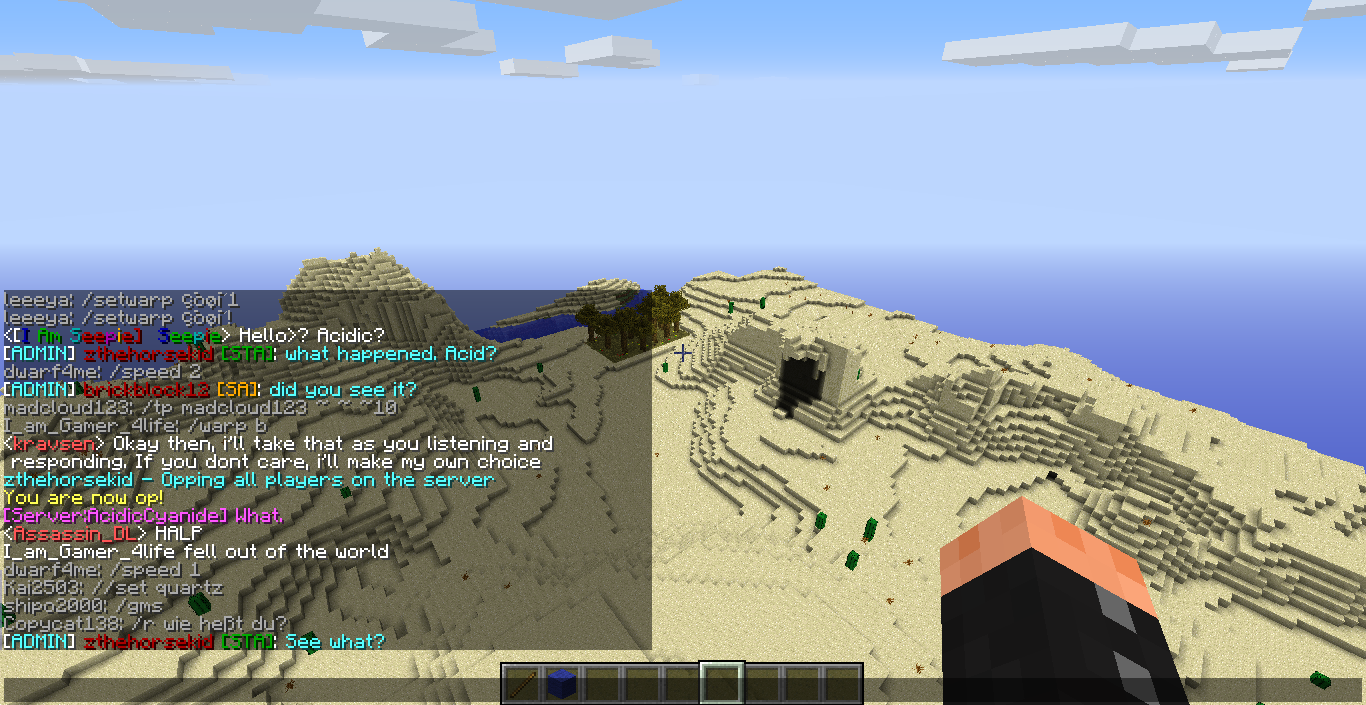 leeeya: /setwarp
leeeya: /setwarp
<[I Am Seepie] Seepie> Hello>? Acidic?
[ADMIN] zthehorsekid [STA]: what happened, Acid?
dwarf4me: /speed 2
[ADMIN] brickblock12 [SA]: did you see it?
madcloud123: /tp madcloud123 ~ ~ ~10
I_am_Gamer_4life: /warp b
<kravsen> Okay then, i'll take that as you listening and
responding, If you dont care, i'll make my own choice
zthehorsekid - Opping all players on the server
You are now op!
[Server:AcidicCyanide] What.
<Assassin_DL> HALP
I_am_Gamer_4life fell out of the world
dwarf4me: /speed 1
hai2503: //set quartz
shipo2000: /gms
Copycat138: /r wie heßt du?
[ADMIN] zthehorsekid [STA]: See what?